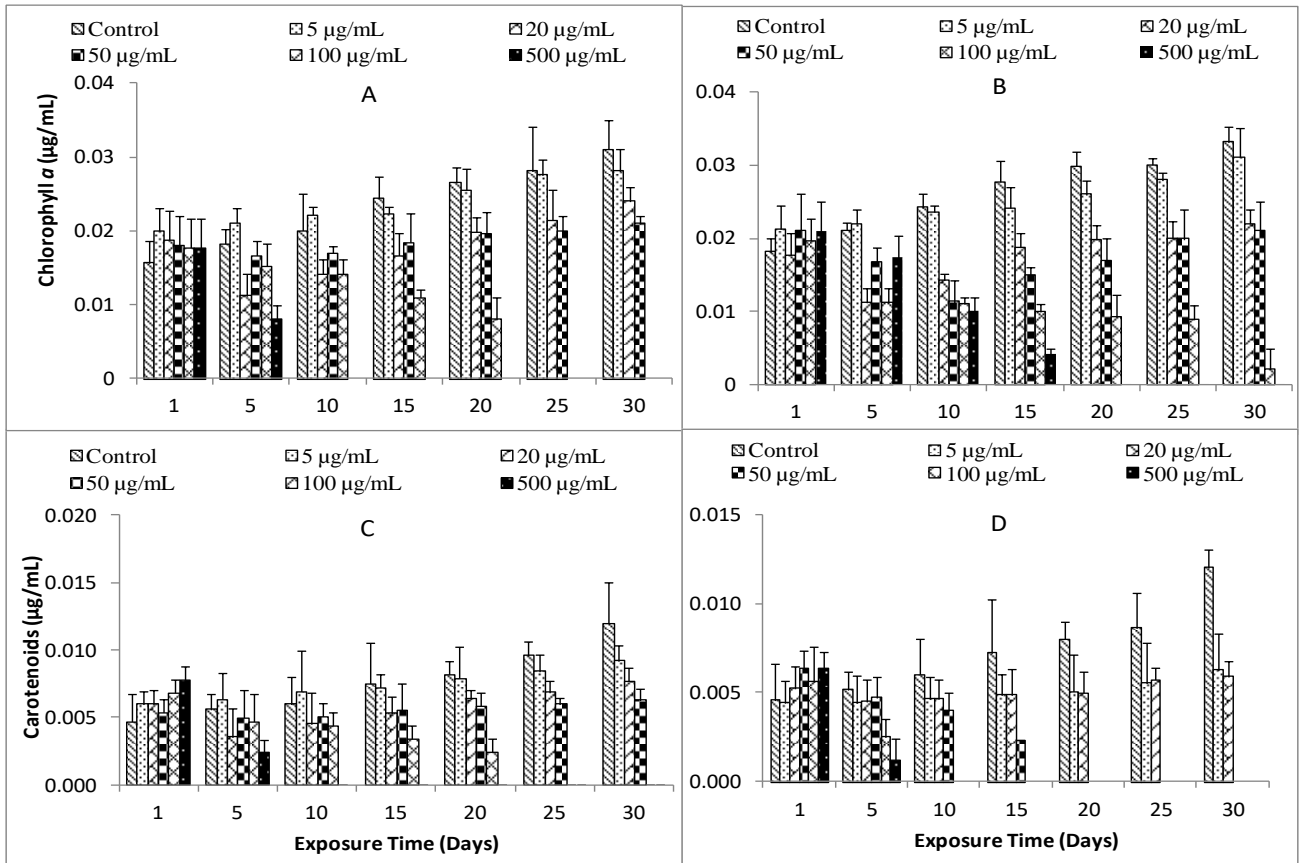 Control 5 µg/mL 20 µg/mL
50 µg/mL 100 µg/mL 500 µg/mL
A
Chlorophyll a (µg/mL)
0.04
0.03
0.02
0.01
0
1 5 10 15 20 25 30
Control 5 µg/mL 20 µg/mL
50 µg/mL 100 µg/mL 500 µg/mL
B
0.04
0.03
0.02
0.01
0
1 5 10 15 20 25 30
Control 5 µg/mL 20 µg/mL
50 µg/mL 100 µg/mL 500 µg/mL
C
Carotenoids (µg/mL)
0.020
0.015
0.010
0.005
0.000
1 5 10 15 20 25 30
Exposure Time (Days)
Control 5 µg/mL 20 µg/mL
50 µg/mL 100 µg/mL 500 µg/mL
D
0.015
0.010
0.005
0.000
1 5 10 15 20 25 30
Exposure Time (Days)